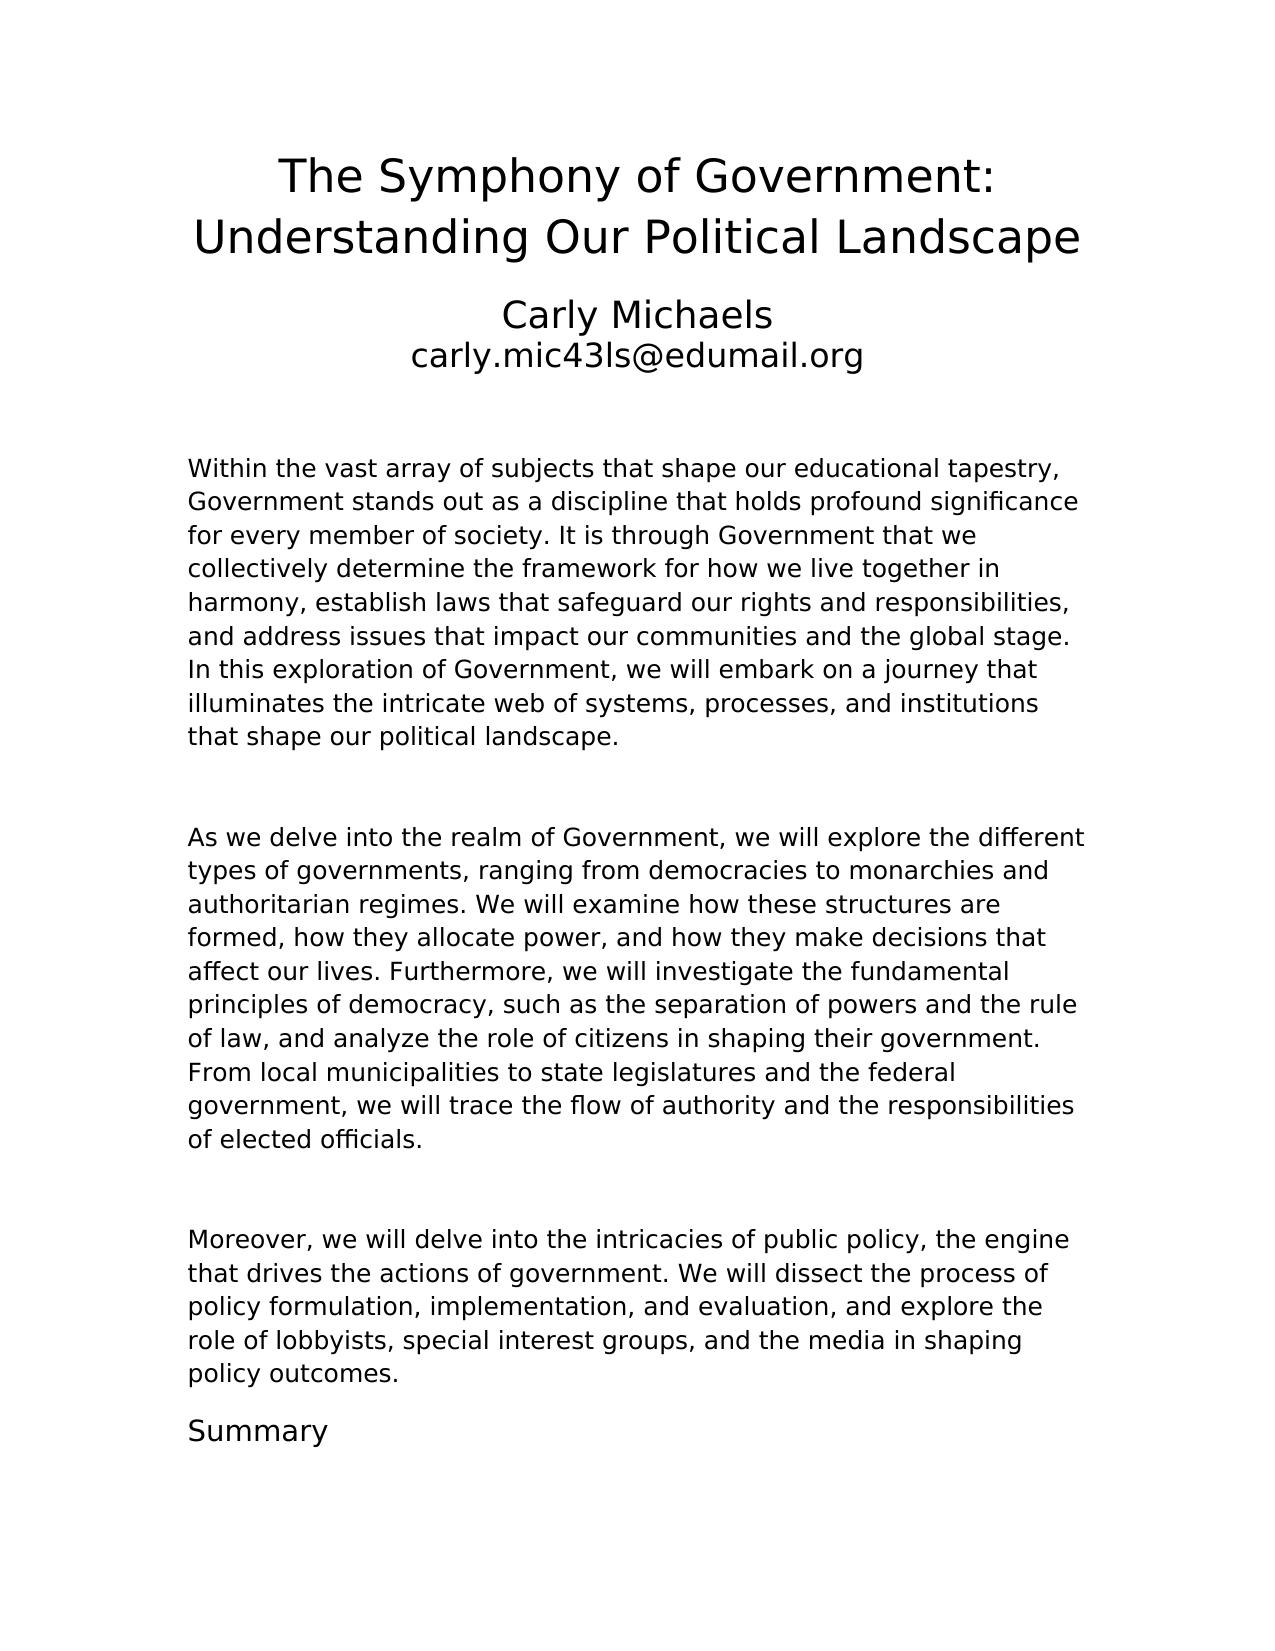 The Symphony of Government:
Understanding Our Political Landscape
Carly Michaels
carly.mic43ls@edumail.org
Within the vast array of subjects that shape our educational tapestry,
Government stands out as a discipline that holds profound significance
for every member of society. It is through Government that we
collectively determine the framework for how we live together in
harmony, establish laws that safeguard our rights and responsibilities,
and address issues that impact our communities and the global stage.
In this exploration of Government, we will embark on a journey that
illuminates the intricate web of systems, processes, and institutions
that shape our political landscape.
As we delve into the realm of Government, we will explore the different
types of governments, ranging from democracies to monarchies and
authoritarian regimes. We will examine how these structures are
formed, how they allocate power, and how they make decisions that
affect our lives. Furthermore, we will investigate the fundamental
principles of democracy, such as the separation of powers and the rule
of law, and analyze the role of citizens in shaping their government.
From local municipalities to state legislatures and the federal
government, we will trace the flow of authority and the responsibilities
of elected officials.
Moreover, we will delve into the intricacies of public policy, the engine
that drives the actions of government. We will dissect the process of
policy formulation, implementation, and evaluation, and explore the
role of lobbyists, special interest groups, and the media in shaping
policy outcomes.
Summary